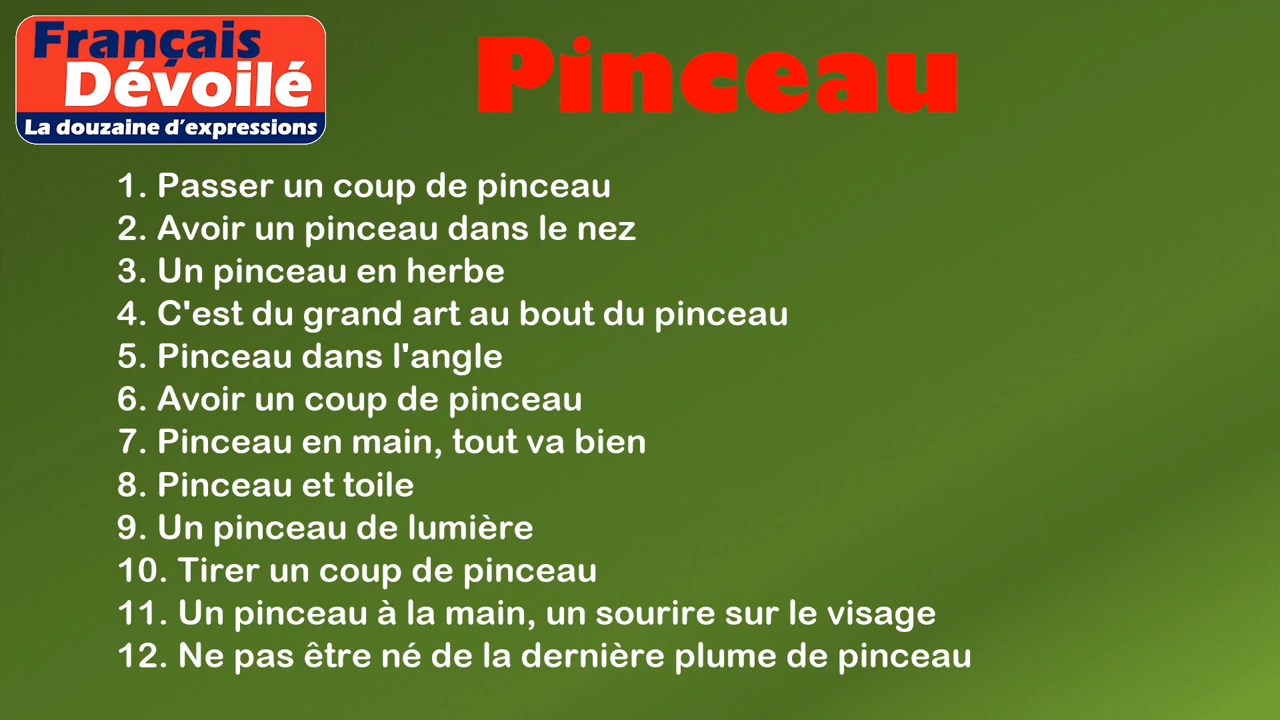 Français
Dévoilé
La douzaine d'expressions
Pinceau
1. Passer un coup de pinceau
2. Avoir un pinceau dans le nez
3. Un pinceau en herbe
4. C'est du grand art au bout du pinceau
5. Pinceau dans l'angle
6. Avoir un coup de pinceau
7. Pinceau en main, tout va bien
8. Pinceau et toile
9. Un pinceau de lumière
10. Tirer un coup de pinceau
11. Un pinceau à la main, un sourire sur le visage
12. Ne pas être né de la dernière plume de pinceau